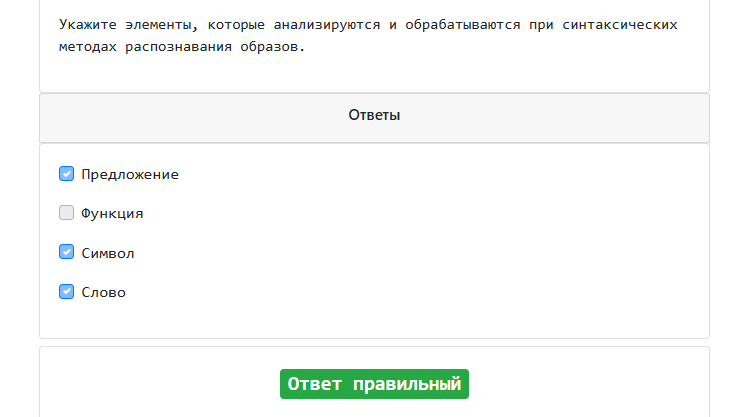 Укажите элементы, которые анализируются и обрабатываются при синтаксических
методах распознавания образов.
Ответы
Предложение
Функция
Символ
Слово
Ответ правильный